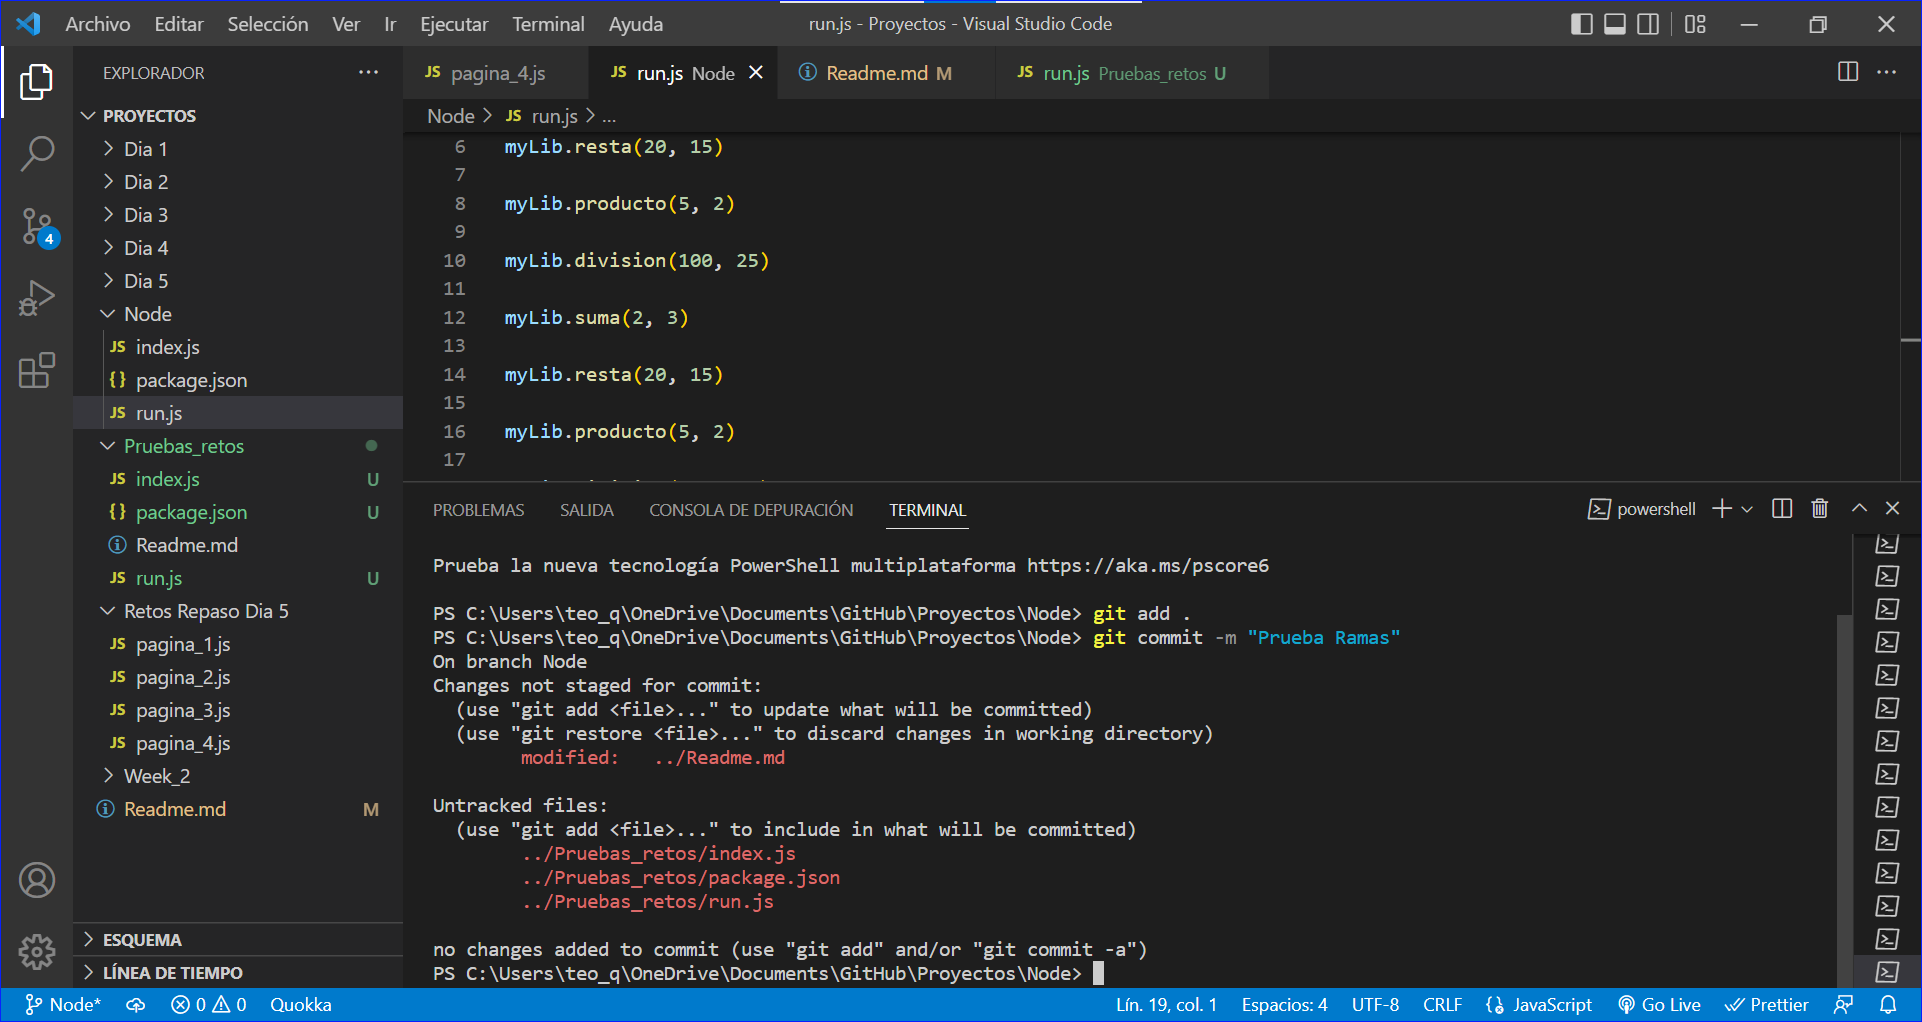 Archivo Editar Selección Ver Ir Ejecutar Terminal Ayuda run.js - Proyectos - Visual Studio Code
EXPLORADOR
PROYECTOS
Dia 1
Dia 2
Dia 3
Dia 4
Dia 5
Node
JS index.js
{} package.json
JS run.js
Pruebas_retos
JS index.js U
{} package.json U
Readme.md
JS run.js U
Retos Repaso Dia 5
JS pagina_1.js
JS pagina_2.js
JS pagina_3.js
JS pagina_4.js
Week_2
Readme.md M
ESQUEMA
LÍNEA DE TIEMPO
4
JS pagina_4.js JS run.js Node Readme.md M JS run.js Pruebas_retos U
Node > JS run.js > ...
6 myLib.resta(20, 15)
7
8 myLib.producto(5, 2)
9
10 myLib.division(100, 25)
11
12 myLib.suma(2, 3)
13
14 myLib.resta(20, 15)
15
16 myLib.producto(5, 2)
17
PROBLEMAS SALIDA CONSOLA DE DEPURACIÓN TERMINAL powershell
Prueba la nueva tecnología PowerShell multiplataforma https://aka.ms/pscore6
PS C:\Users\teo_q\OneDrive\Documents\GitHub\Proyectos\Node> git add .
PS C:\Users\teo_q\OneDrive\Documents\GitHub\Proyectos\Node> git commit -m "Prueba Ramas"
On branch Node
Changes not staged for commit:
(use "git add <file>..." to update what will be committed)
(use "git restore <file>..." to discard changes in working directory)
modified: ../Readme.md
Untracked files:
(use "git add <file>..." to include in what will be committed)
../Pruebas_retos/index.js
../Pruebas_retos/package.json
../Pruebas_retos/run.js
no changes added to commit (use "git add" and/or "git commit -a")
PS C:\Users\teo_q\OneDrive\Documents\GitHub\Proyectos\Node>
Node* 0 0 Quokka Lín. 19, col. 1 Espacios: 4 UTF-8 CRLF JavaScript Go Live Prettier